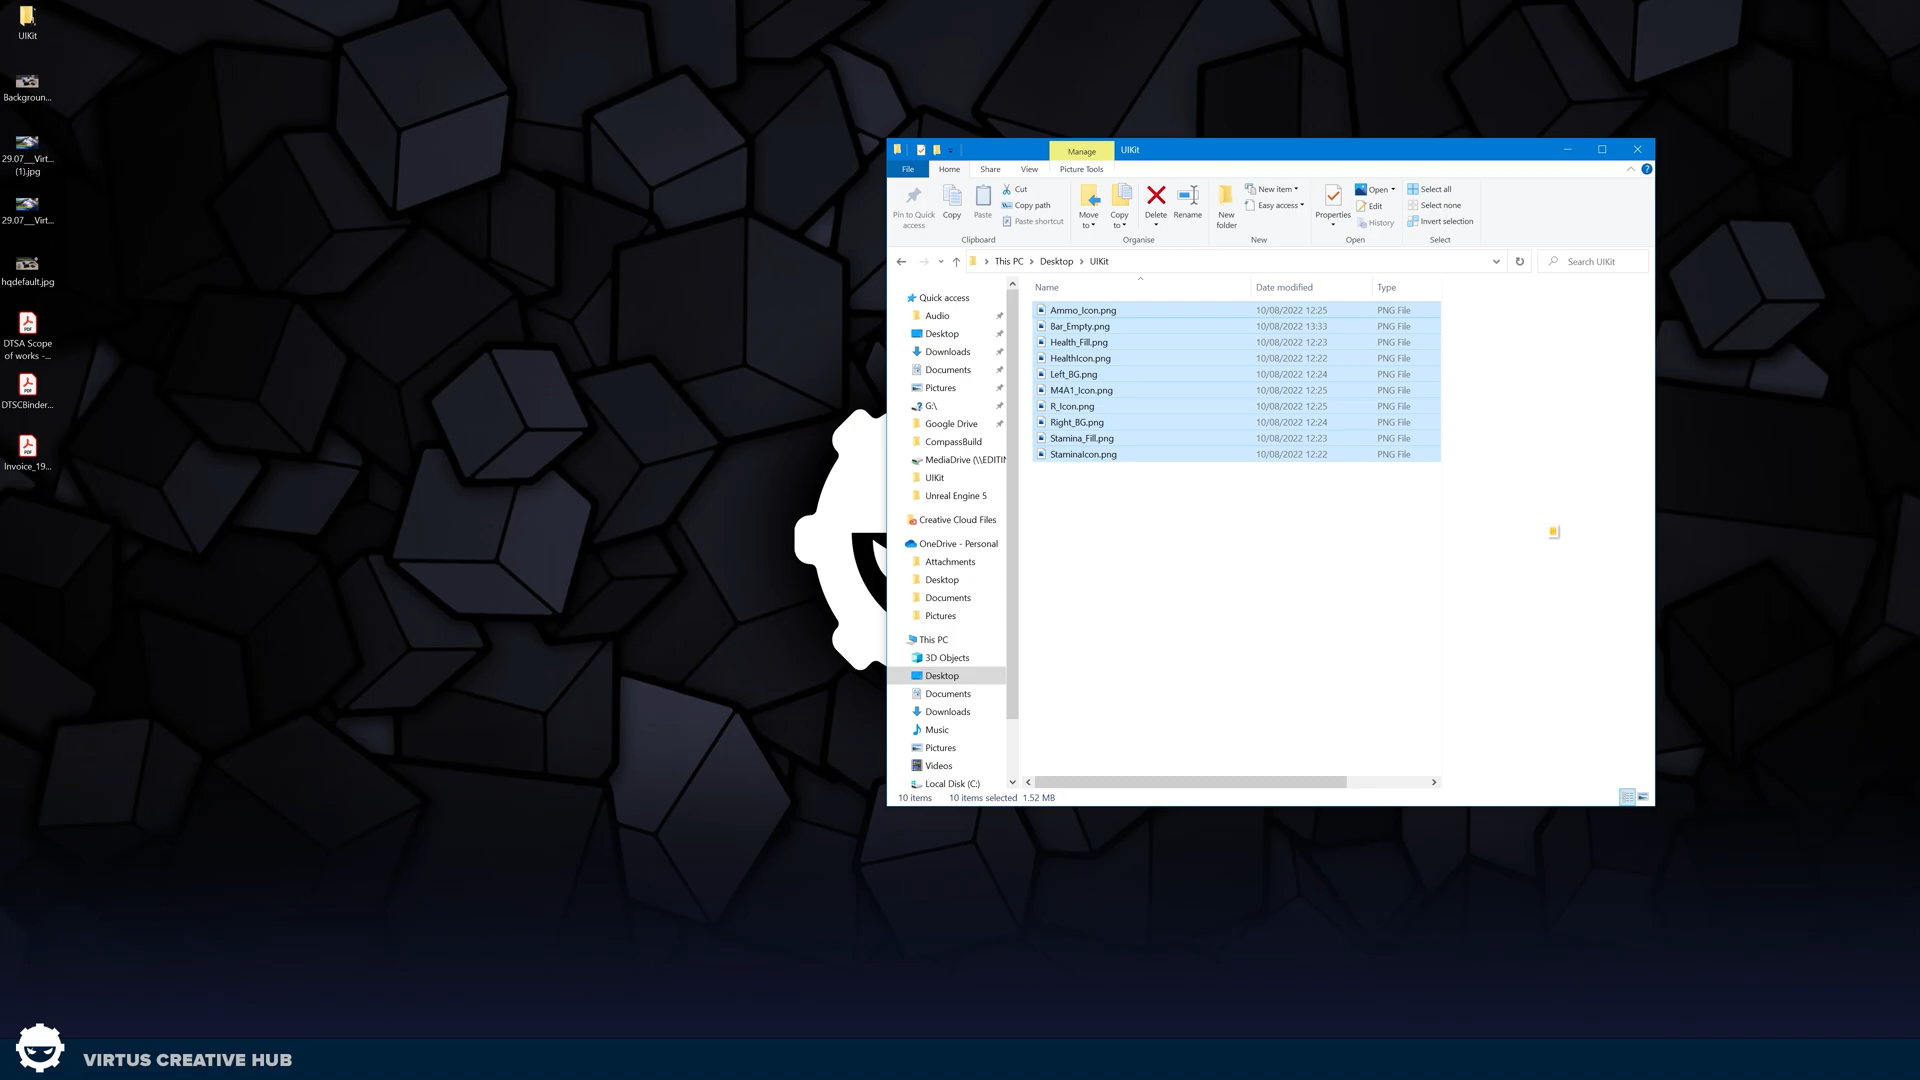 UIKit
Backgroun...
29.07__Virt...
(1).jpg
29.07__Virt...
hqdefault.jpg
DTSA Scope
of works -...
DTSCBinder...
Invoice_19...
Manage
UIKit
File
Home
Share
View
Picture Tools
Pin to Quick
access
Copy
Paste
Cut
Copy path
Paste shortcut
Clipboard
Move
to
Copy
to
Delete
Rename
Organise
New
folder
New item
Easy access
New
Properties
Open
Edit
History
Open
Select all
Select none
Invert selection
Select
This PC
Desktop
UIKit
Search UIKit
Quick access
Audio
Desktop
Downloads
Documents
Pictures
G:\
Google Drive
CompassBuild
MediaDrive (\\EDITIN
UIKit
Unreal Engine 5
Creative Cloud Files
OneDrive - Personal
Attachments
Desktop
Documents
Pictures
This PC
3D Objects
Desktop
Documents
Downloads
Music
Pictures
Videos
Local Disk (C:)
Name Date modified Type
Ammo_Icon.png 10/08/2022 12:25 PNG File
Bar_Empty.png 10/08/2022 13:33 PNG File
Health_Fill.png 10/08/2022 12:23 PNG File
HealthIcon.png 10/08/2022 12:22 PNG File
Left_BG.png 10/08/2022 12:24 PNG File
M4A1_Icon.png 10/08/2022 12:25 PNG File
R_Icon.png 10/08/2022 12:25 PNG File
Right_BG.png 10/08/2022 12:24 PNG File
Stamina_Fill.png 10/08/2022 12:23 PNG File
StaminaIcon.png 10/08/2022 12:22 PNG File
10 items 10 items selected 1.52 MB
VIRTUS CREATIVE HUB